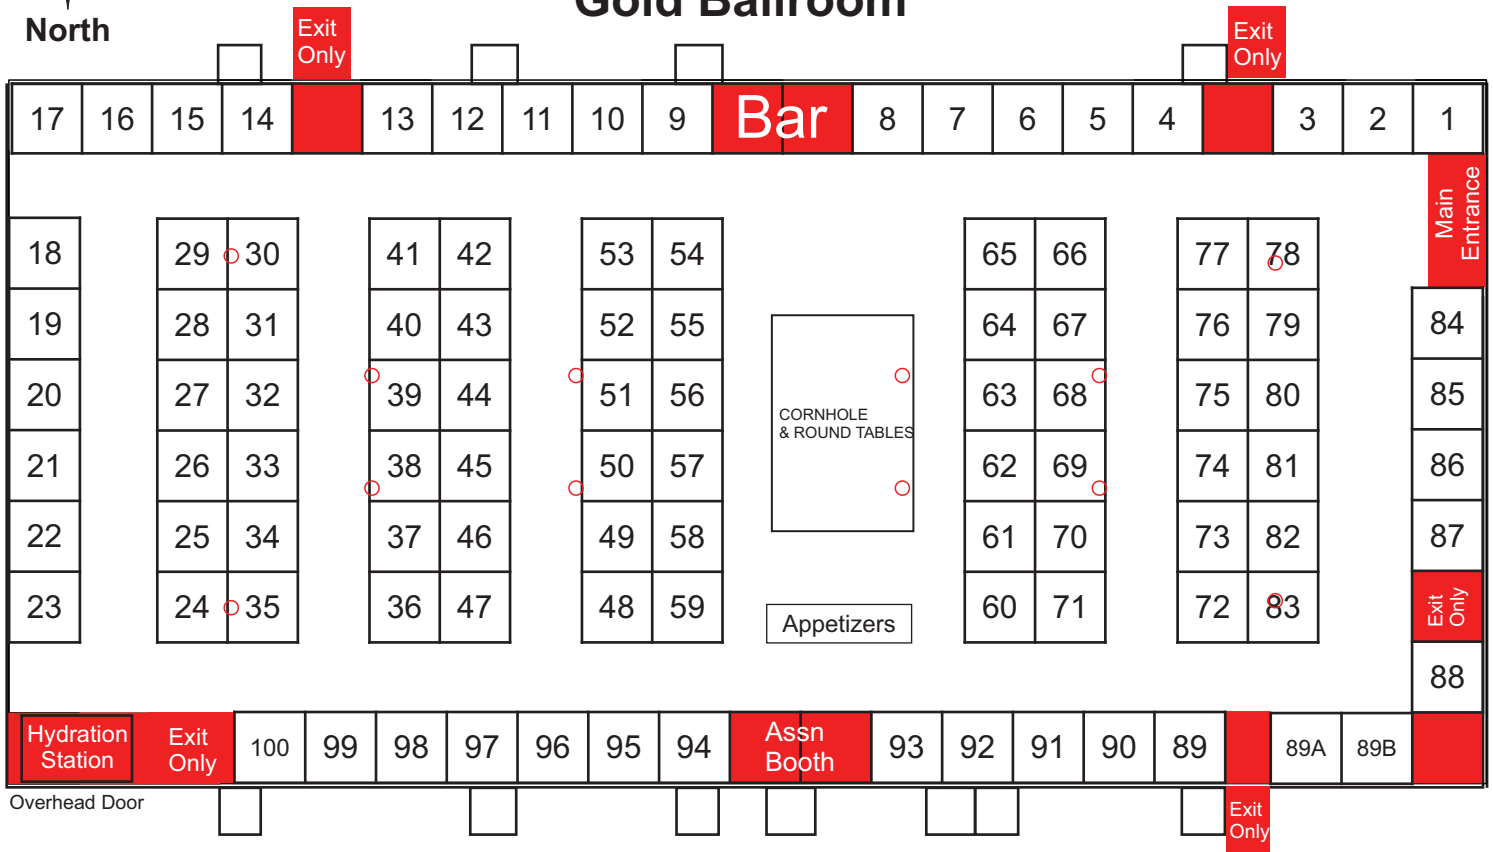 Gold Ballroom
North
Exit
Only
Exit
Only
17 16 15 14 13 12 11 10 9 Bar 8 7 6 5 4 3 2 1
Main
Entrance
18 29 30 41 42 53 54 65 66 77 78
19 28 31 40 43 52 55 64 67 76 79 84
20 27 32 39 44 51 56 63 68 75 80 85
CORNHOLE
& ROUND TABLES
21 26 33 38 45 50 57 62 69 74 81 86
22 25 34 37 46 49 58 61 70 73 82 87
23 24 35 36 47 48 59 60 71 72 83
Appetizers
Exit
Only
88
Hydration
Station
Exit
Only
100 99 98 97 96 95 94
Assn
Booth
93 92 91 90 89 89A 89B
Overhead Door
Exit
Only